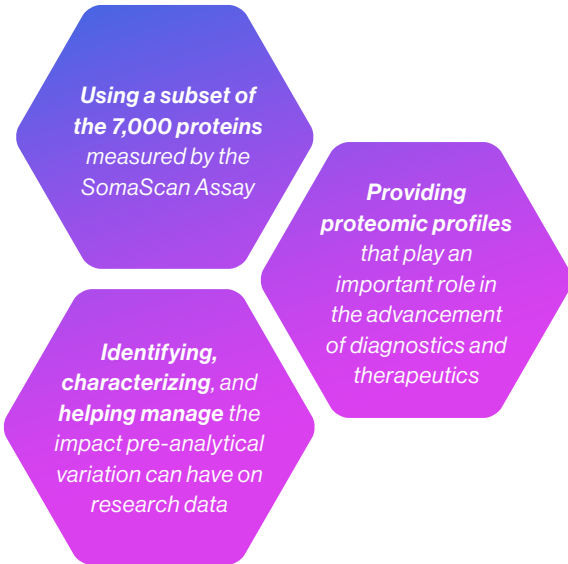 Using a subset of
the 7,000 proteins
measured by the
SomaScan Assay
Providing
proteomic profiles
that play an
important role in
the advancement
of diagnostics and
therapeutics
Identifying,
characterizing, and
helping manage the
impact pre-analytical
variation can have on
research data